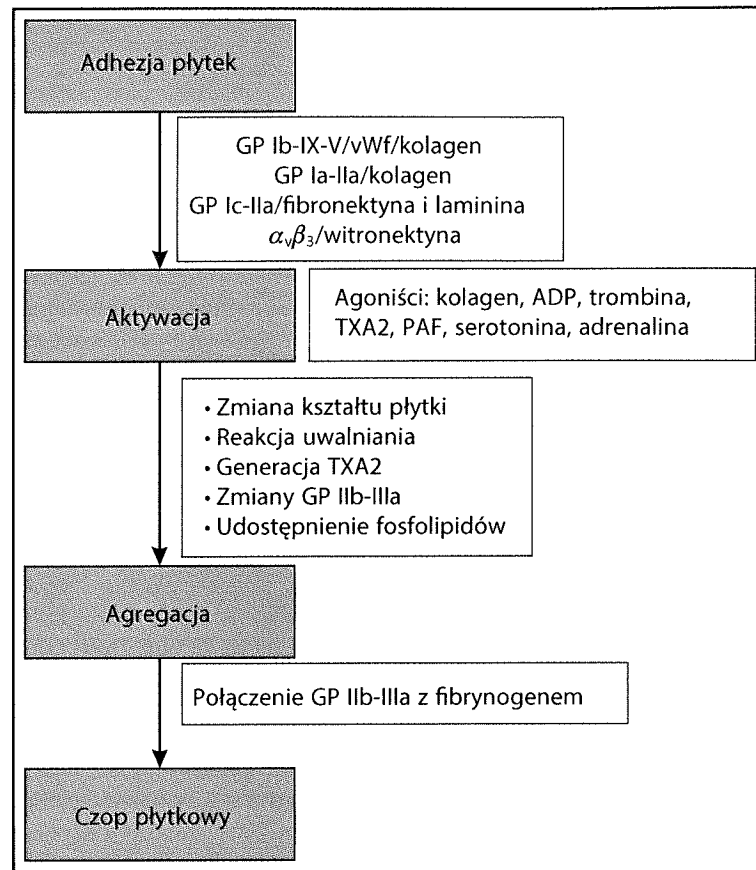 Adhezja płytek
GP Ib-IX-V/vWf/kolagen
GP Ia-IIa/kolagen
GP Ic-IIa/fibronektyna i laminina
αvβ3/witronektyna
Aktywacja
Agoniści: kolagen, ADP, trombina,
TXA2, PAF, serotonina, adrenalina
• Zmiana kształtu płytki
• Reakcja uwalniania
• Generacja TXA2
• Zmiany GP IIb-IIIa
• Udostępnienie fosfolipidów
Agregacja
Połączenie GP IIb-IIIa z fibrynogenem
Czop płytkowy